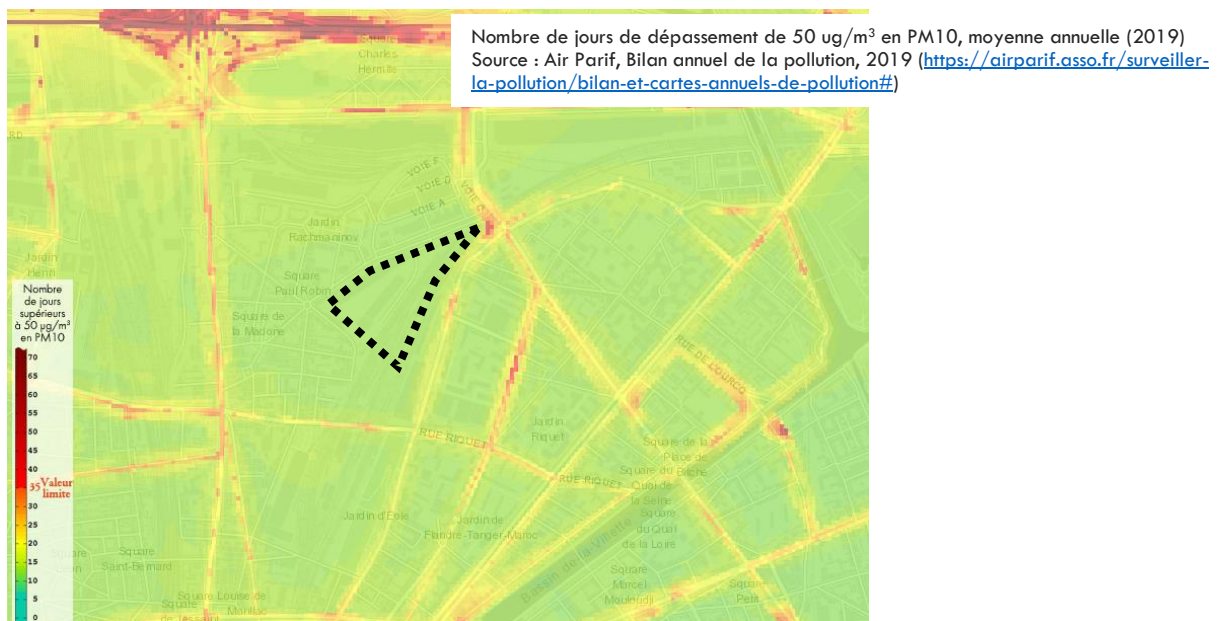 Nombre de jours de dépassement de 50 ug/m³ en PM10, moyenne annuelle (2019)
Source : Air Parif, Bilan annuel de la pollution, 2019 (https://airparif.asso.fr/surveiller-
la-pollution/bilan-et-cartes-annuels-de-pollution#)
Square
Charles
Hermite
ARD
VOIE F
VOIE D
VOIE C
VOIE A
Jardin
Rachmaninov
Square
Paul Robin
Square de
la Madone
Jardin
Nombre
de jours
supérieurs
à 50 µg/m³
en PM10
70
65
60
55
50
45
40
35 Valeur
limite
30
25
20
15
10
5
0
RUE DE L'OURCQ
RUE RIQUET
Jardin
Riquet
RUE RIQUET
Square de la
Place de
Square du
Quai de
la Seine
Square
du Quai
de la Loire
Bassin de la Villette
Jardin d'Eole
Jardin de
Flandre-Tanger-Maroc
Square
Léon
Square
Saint-Bernard
Square Louise de
Marillac
Square
de Jessaint
Square
Marcel
Mouloudji
Square
Petit